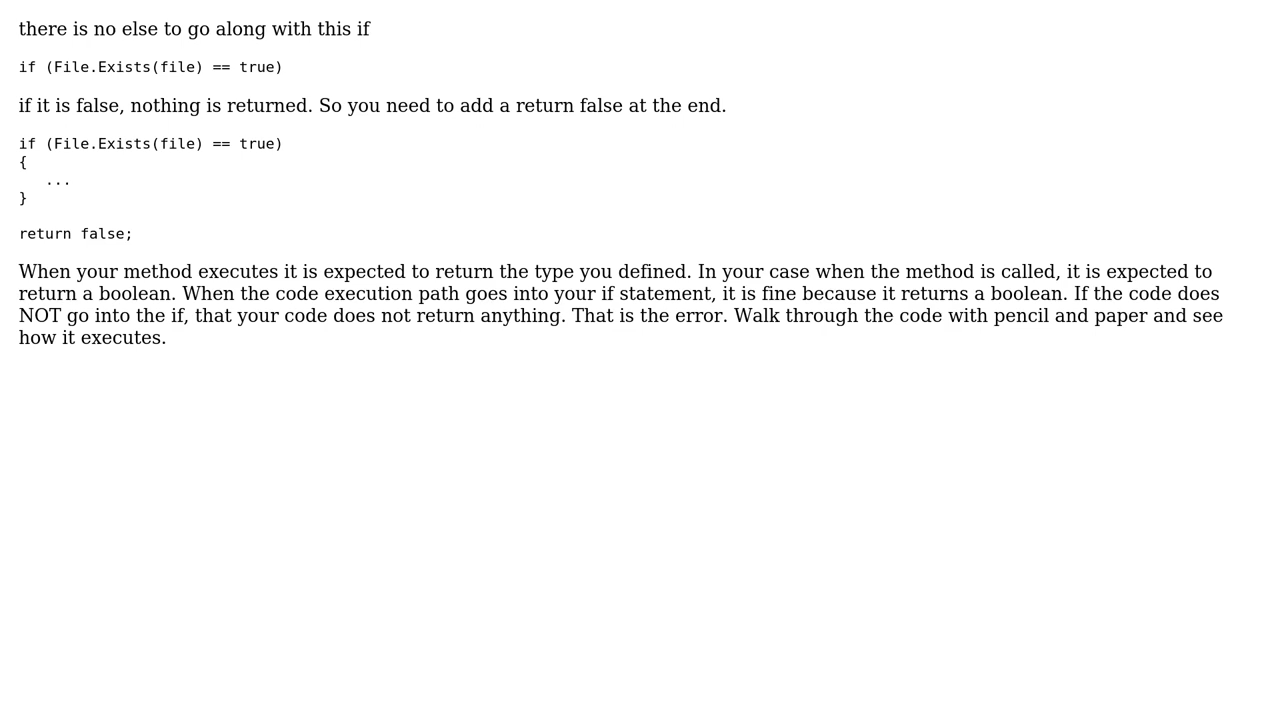 there is no else to go along with this if
if (File.Exists(file) == true)
if it is false, nothing is returned. So you need to add a return false at the end.
if (File.Exists(file) == true)
{
   ...
}
return false;
When your method executes it is expected to return the type you defined. In your case when the method is called, it is expected to
return a boolean. When the code execution path goes into your if statement, it is fine because it returns a boolean. If the code does
NOT go into the if, that your code does not return anything. That is the error. Walk through the code with pencil and paper and see
how it executes.